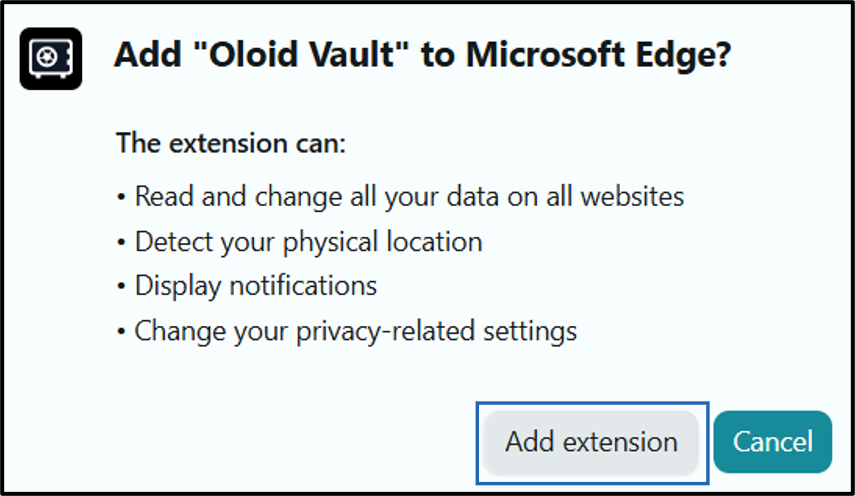 Add "Oloid Vault" to Microsoft Edge?
The extension can:
• Read and change all your data on all websites
• Detect your physical location
• Display notifications
• Change your privacy-related settings
Add extension Cancel